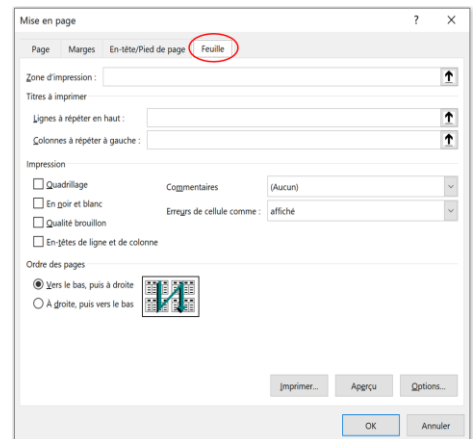 Mise en page ? ×
Page Marges En-tête/Pied de page Feuille
Zone d'impression :
Titres à imprimer
Lignes à répéter en haut :
Colonnes à répéter à gauche :
Impression
Quadrillage Commentaires (Aucun)
En noir et blanc Erreurs de cellule comme : affiché
Qualité brouillon
En-têtes de ligne et de colonne
Ordre des pages
Vers le bas, puis à droite
À droite, puis vers le bas
Imprimer... Aperçu Options...
OK Annuler